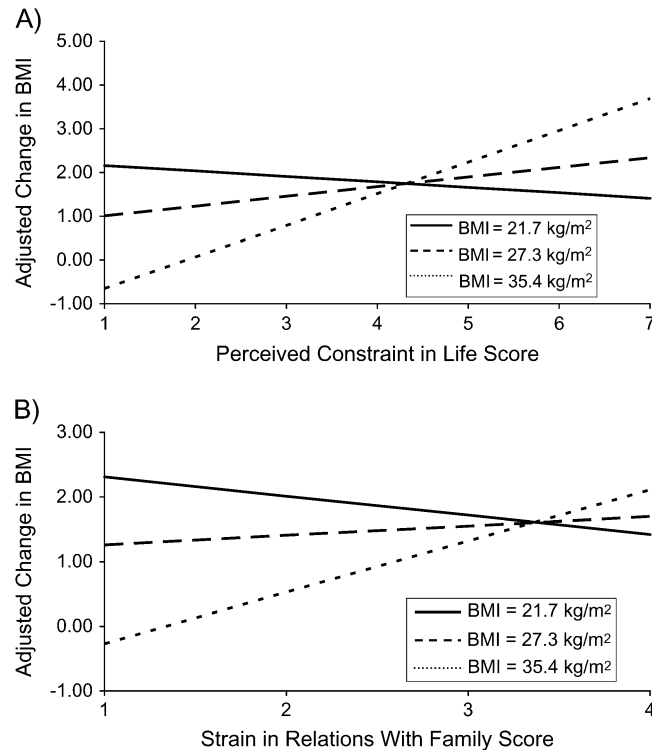 A)
5.00
4.00
3.00
2.00
1.00
0.00
-1.00
Adjusted Change in BMI
BMI = 21.7 kg/m²
BMI = 27.3 kg/m²
BMI = 35.4 kg/m²
1 2 3 4 5 6 7
Perceived Constraint in Life Score
B)
3.00
2.00
1.00
0.00
-1.00
Adjusted Change in BMI
BMI = 21.7 kg/m²
BMI = 27.3 kg/m²
BMI = 35.4 kg/m²
1 2 3 4
Strain in Relations With Family Score